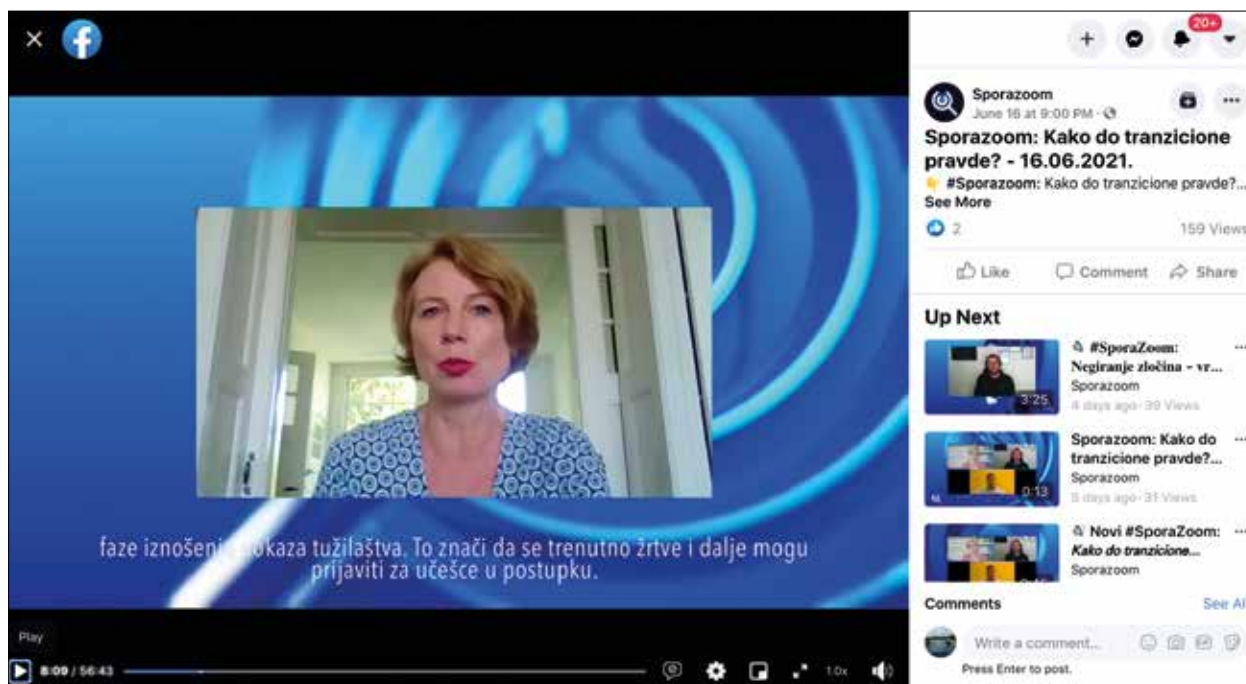 20+
Sporazoom
June 16 at 9:00 PM ·
Sporazoom: Kako do tranzicione
pravde? - 16.06.2021.
#Sporazoom: Kako do tranzicione pravde?...
See More
2
159 Views
Like Comment Share
Up Next
#SporaZoom:
Negiranje zločina - vr...
Sporazoom
4 days ago · 39 Views
3:25
Sporazoom: Kako do
tranzicione pravde?...
Sporazoom
5 days ago · 31 Views
0:13
Novi #SporaZoom:
Kako do tranzicione...
Sporazoom
Comments See Al
Write a comment...
Press Enter to post.
faze iznošenj okaza tužilaštva. To znači da se trenutno žrtve i dalje mogu
prijaviti za učešce u postupku.
Play
8:09 / 56:43
1.0x